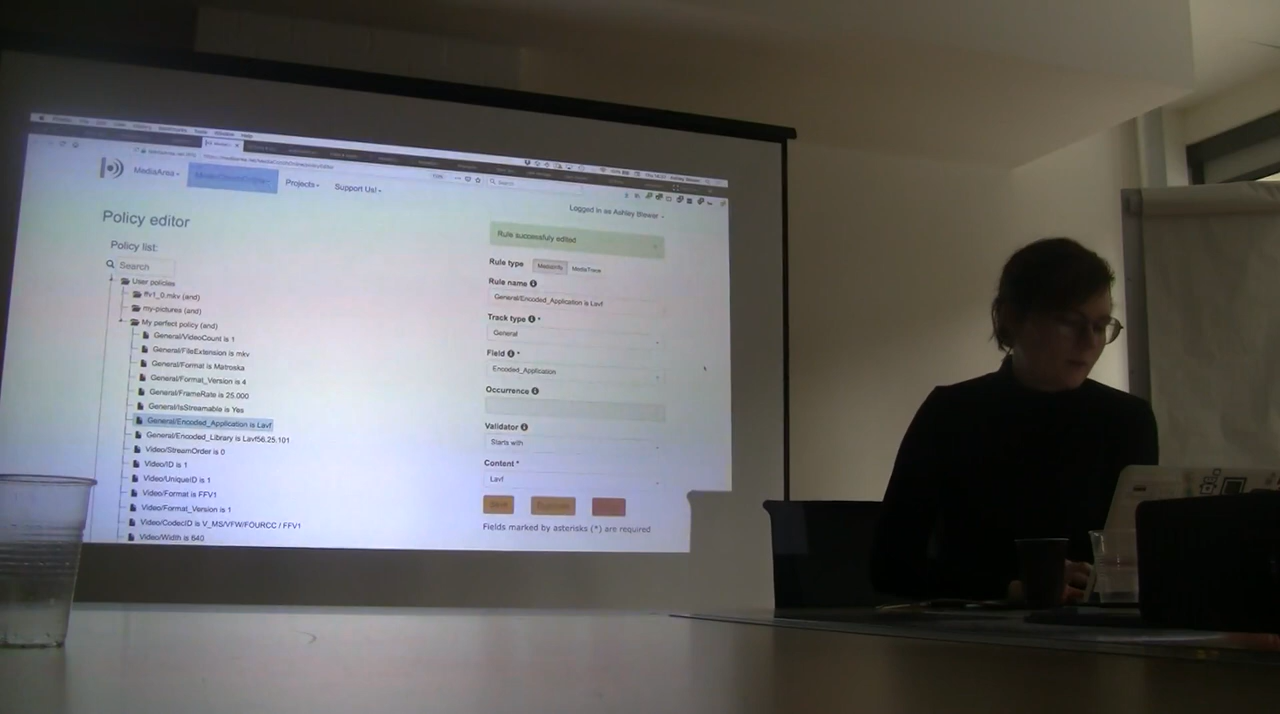 MediaArea
MediaConchOnline
Projects
Support Us!
Logged in as Ashley Blewer
Policy editor
Policy list:
Search
User policies
ffv1_0.mkv (and)
my-pictures (and)
My perfect policy (and)
General/VideoCount is 1
General/FileExtension is mkv
General/Format is Matroska
General/Format_Version is 4
General/FrameRate is 25.000
General/IsStreamable is Yes
General/Encoded_Application is Lavf
General/Encoded_Library is Lavf56.25.101
Video/StreamOrder is 0
Video/ID is 1
Video/UniqueID is 1
Video/Format is FFV1
Video/Format_Version is 1
Video/CodecID is V_MS/VFW/FOURCC / FFV1
Video/Width is 640
Rule successfuly edited
Rule type MediaInfo MediaTrace
Rule name
General/Encoded_Application is Lavf
Track type *
General
Field *
Encoded_Application
Occurrence
Validator
Starts with
Content *
Lavf
Save Duplicate
Fields marked by asterisks (*) are required